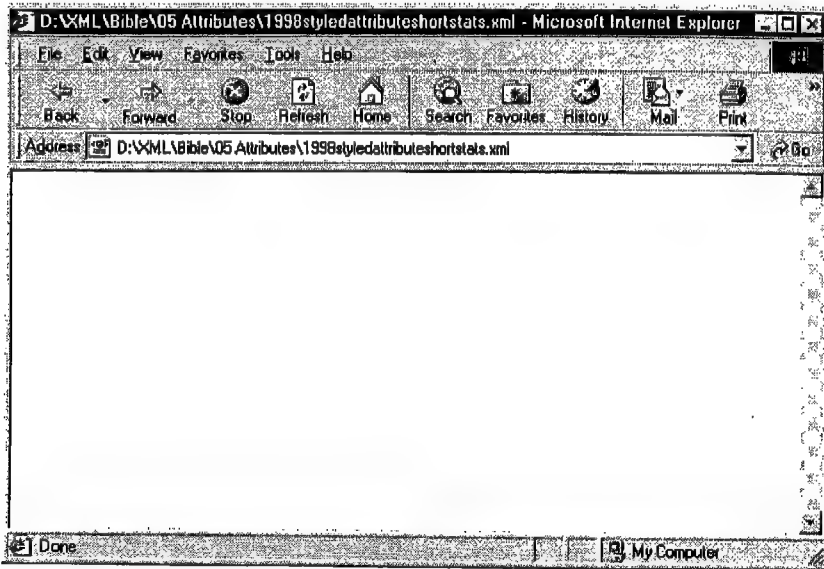 D:\XML\Bible\05 Attributes\1998styledattributeshortstats.xml - Microsoft Internet Explorer
File Edit View Favorites Tools Help
Back Forward Stop Refresh Home Search Favorites History Mail Print »
Address D:\XML\Bible\05 Attributes\1998styledattributeshortstats.xml Go
Done My Computer